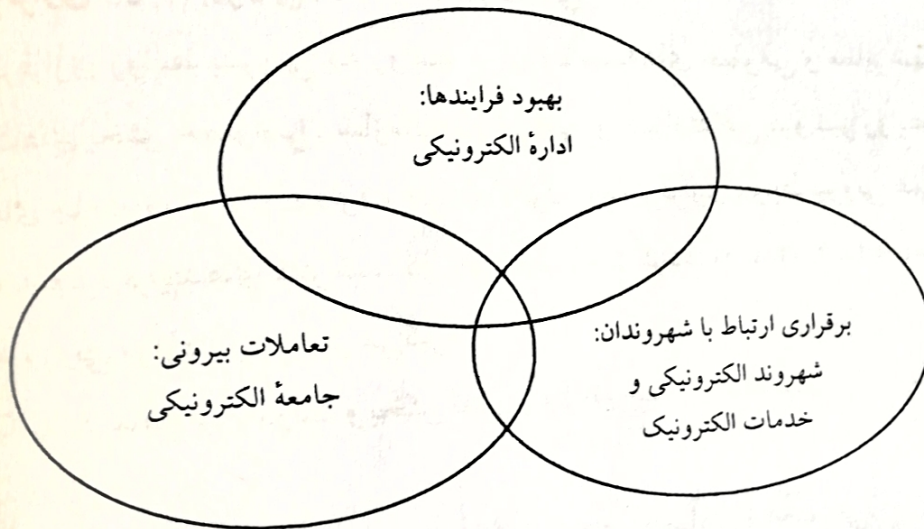 بهبود فرایندها:
ادارهٔ الکترونیکی
برقراری ارتباط با شهروندان:
شهروند الکترونیکی و
خدمات الکترونیک
تعاملات بیرونی:
جامعهٔ الکترونیکی